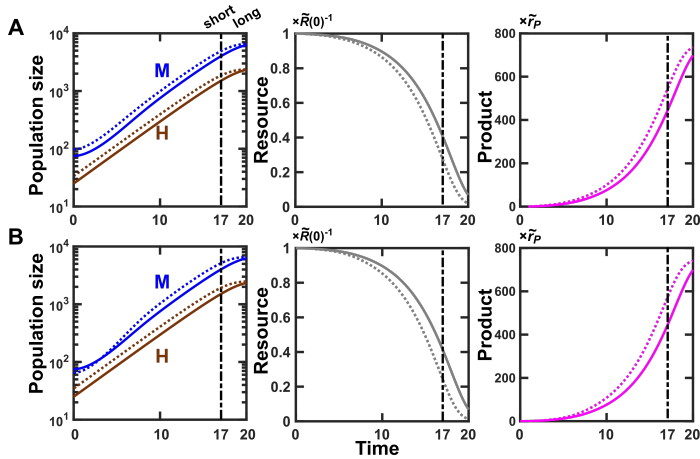 short long
A
Population size
10^4
10^3
10^2
10^1
M
H
0 10 17 20
×R̃(0)^-1
Resource
1
0.8
0.6
0.4
0.2
0
0 10 17 20
×r̃_P
Product
800
600
400
200
0
0 10 17 20
B
Population size
10^4
10^3
10^2
10^1
M
H
0 10 17 20
×R̃(0)^-1
Resource
1
0.8
0.6
0.4
0.2
0
0 10 17 20
×r̃_P
Product
800
600
400
200
0
0 10 17 20
Time